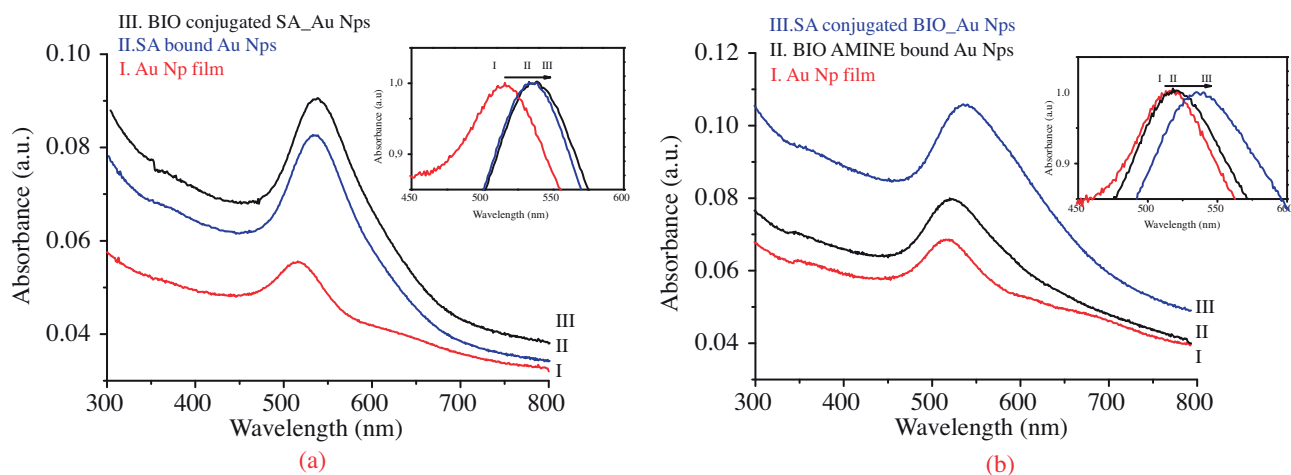 III. BIO conjugated SA_Au Nps
II.SA bound Au Nps
I. Au Np film
0.10
0.08
0.06
0.04
Absorbance (a.u.)
300 400 500 600 700 800
Wavelength (nm)
III
II
I
I II III
1.0
0.9
Absorbance (a.u)
450 500 550 600
Wavelength (nm)
(a)
III.SA conjugated BIO_Au Nps
II. BIO AMINE bound Au Nps
I. Au Np film
0.12
0.10
0.08
0.06
0.04
Absorbance (a.u.)
300 400 500 600 700 800
Wavelength (nm)
III
II
I
I II III
1.0
0.9
Absorbance (a.u)
450 500 550 600
Wavelength (nm)
(b)